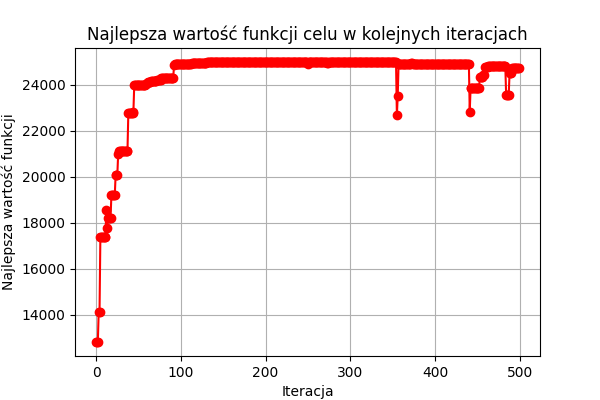 Najlepsza wartość funkcji celu w kolejnych iteracjach
Najlepsza wartość funkcji
24000
22000
20000
18000
16000
14000
0 100 200 300 400 500
Iteracja